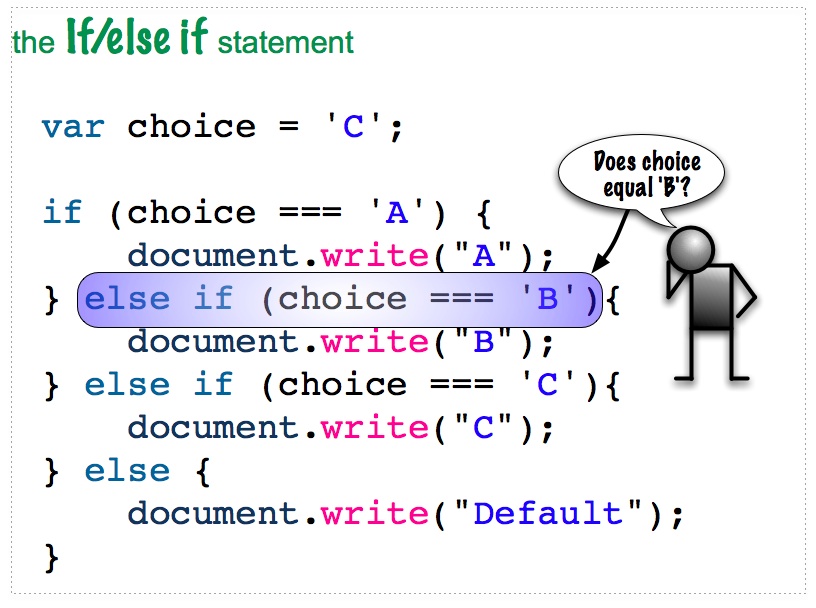 the If/else if statement
var choice = 'C';
if (choice === 'A') {
    document.write("A");
} else if (choice === 'B'){
    document.write("B");
} else if (choice === 'C'){
    document.write("C");
} else {
    document.write("Default");
}
Does choice
equal 'B'?